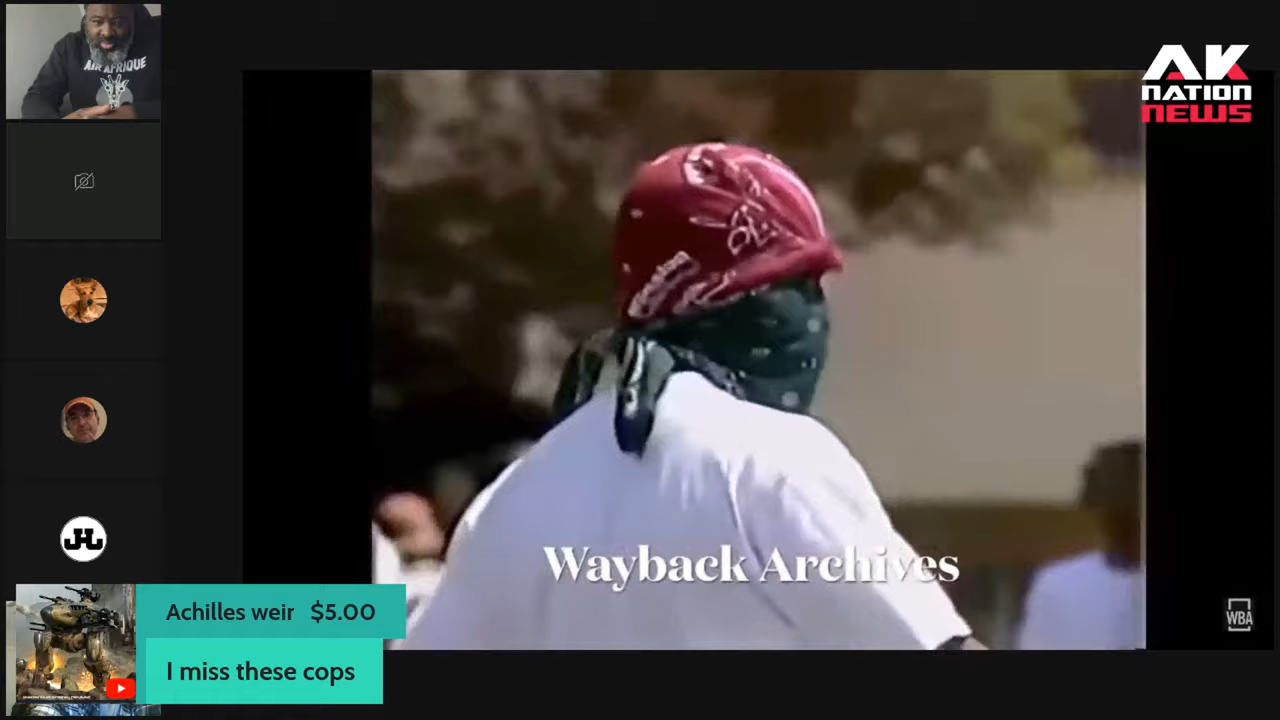 AIR AFRIQUE
AK
NATION
NEWS
Wayback Archives
WBA
Achilles weir $5.00
I miss these cops